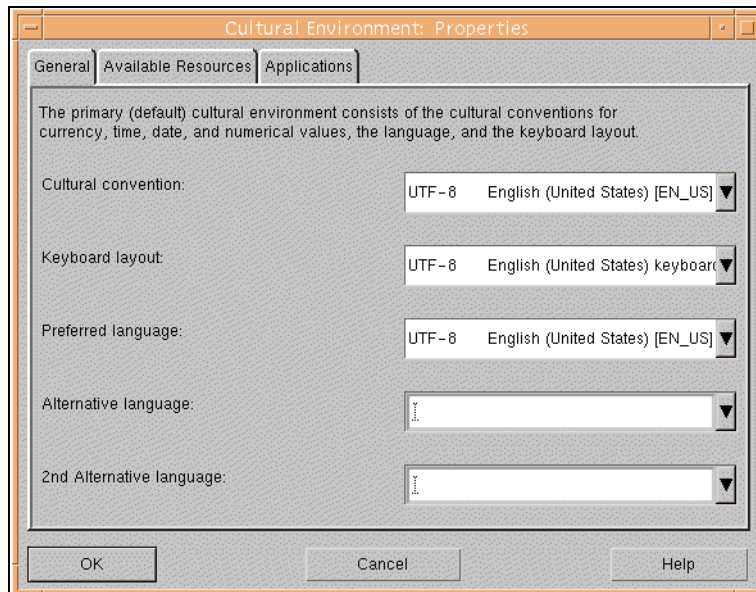 Cultural Environment: Properties
General Available Resources Applications
The primary (default) cultural environment consists of the cultural conventions for
currency, time, date, and numerical values, the language, and the keyboard layout.
Cultural convention: UTF-8 English (United States) [EN_US]
Keyboard layout: UTF-8 English (United States) keyboard
Preferred language: UTF-8 English (United States) [EN_US]
Alternative language:
2nd Alternative language:
OK Cancel Help